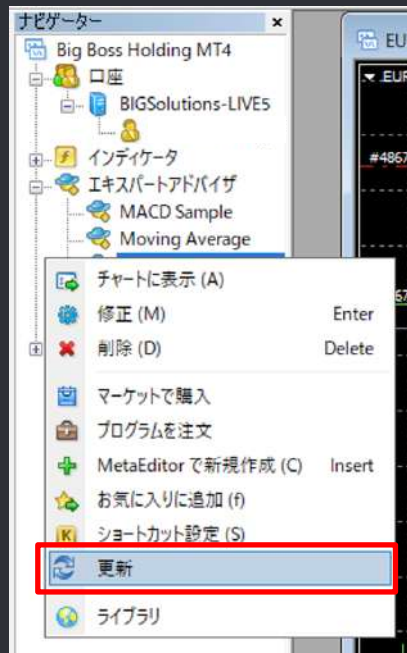 ナビゲーター
Big Boss Holding MT4
口座
BIGSolutions-LIVE5
インディケータ
エキスパートアドバイザ
MACD Sample
Moving Average
チャートに表示 (A)
修正 (M) Enter
削除 (D) Delete
マーケットで購入
プログラムを注文
MetaEditor で新規作成 (C) Insert
お気に入りに追加 (f)
ショートカット設定 (S)
更新
ライブラリ
EU
EUR
#4867